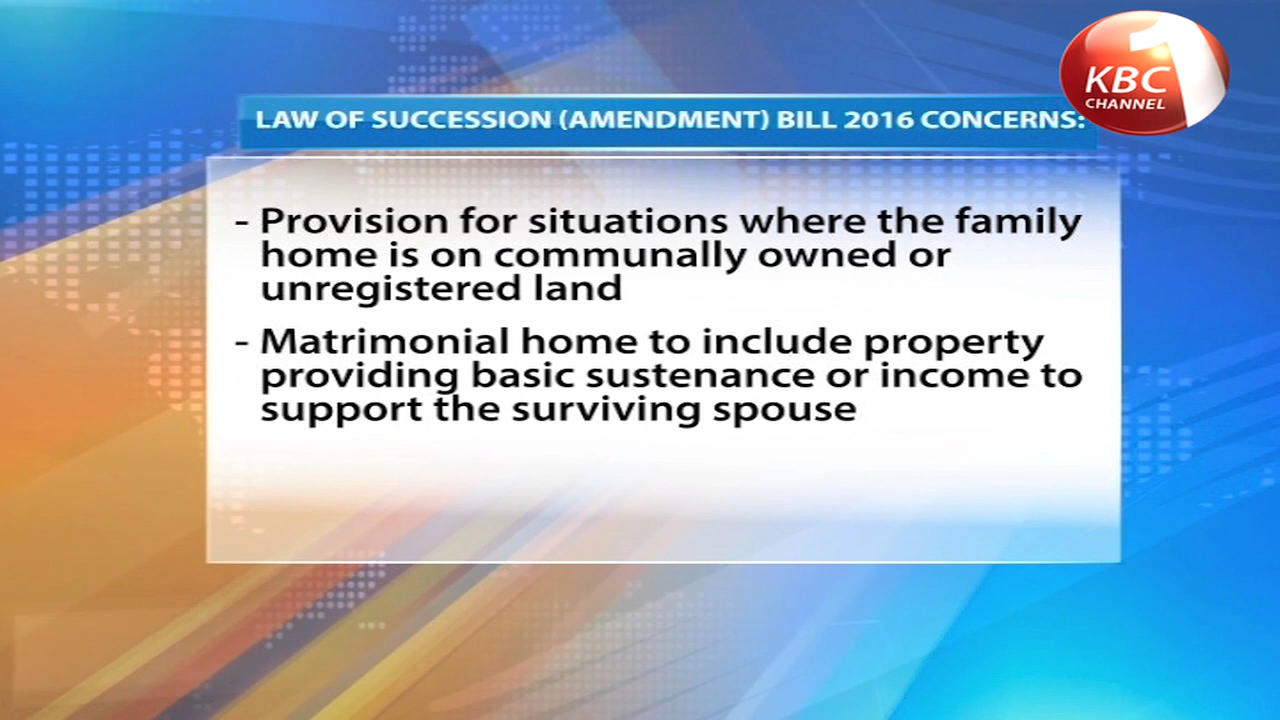 KBC 1
CHANNEL
LAW OF SUCCESSION (AMENDMENT) BILL 2016 CONCERNS:
- Provision for situations where the family
home is on communally owned or
unregistered land
- Matrimonial home to include property
providing basic sustenance or income to
support the surviving spouse